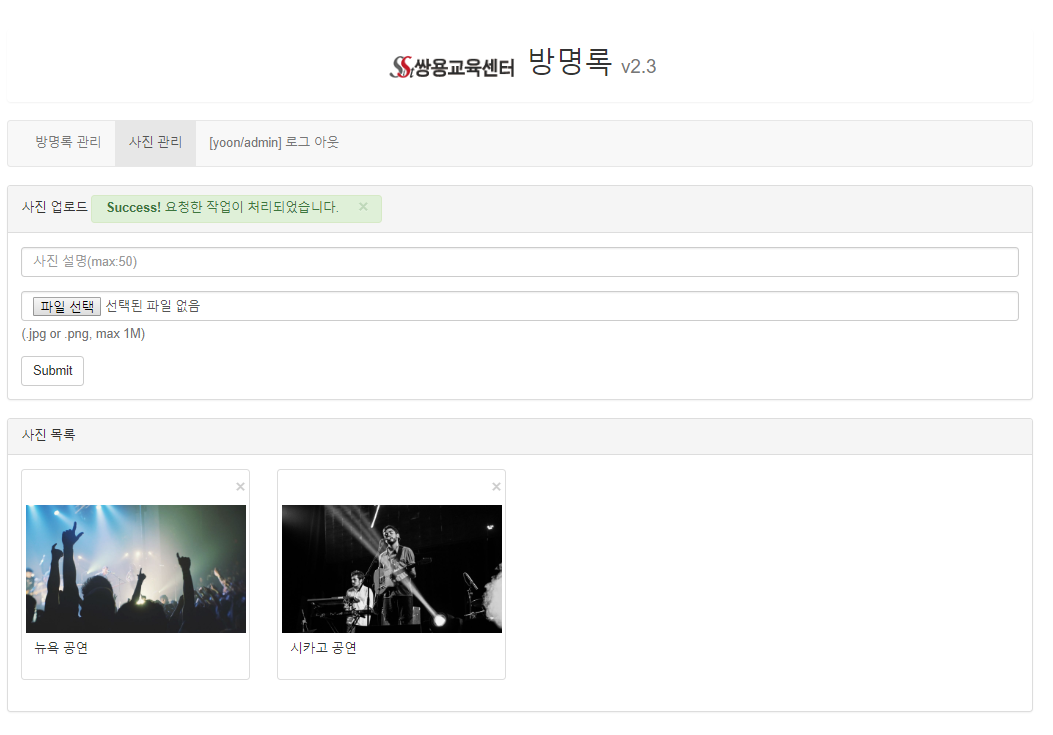 쌍용교육센터 방명록 v2.3
방명록 관리 사진 관리 [yoon/admin] 로그 아웃
사진 업로드 Success! 요청한 작업이 처리되었습니다. ×
사진 설명(max:50)
파일 선택 선택된 파일 없음
(.jpg or .png, max 1M)
Submit
사진 목록
× ×
뉴욕 공연 시카고 공연